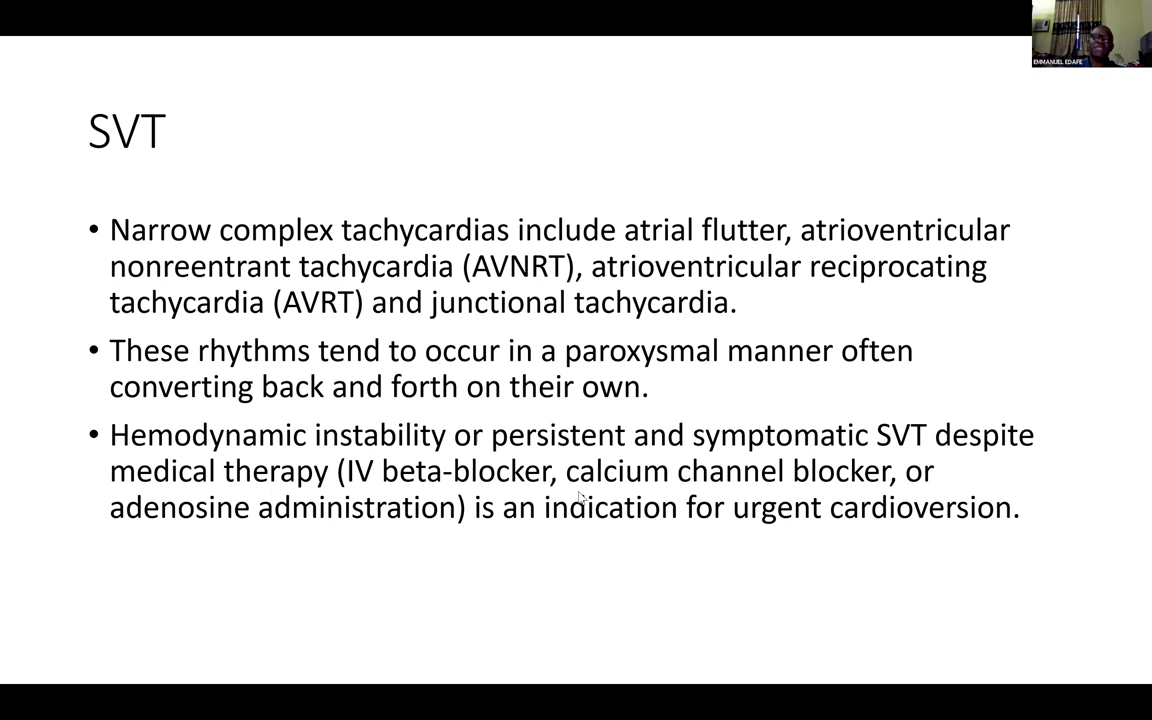 EMMANUEL EDAFE
SVT
• Narrow complex tachycardias include atrial flutter, atrioventricular
nonreentrant tachycardia (AVNRT), atrioventricular reciprocating
tachycardia (AVRT) and junctional tachycardia.
• These rhythms tend to occur in a paroxysmal manner often
converting back and forth on their own.
• Hemodynamic instability or persistent and symptomatic SVT despite
medical therapy (IV beta-blocker, calcium channel blocker, or
adenosine administration) is an indication for urgent cardioversion.